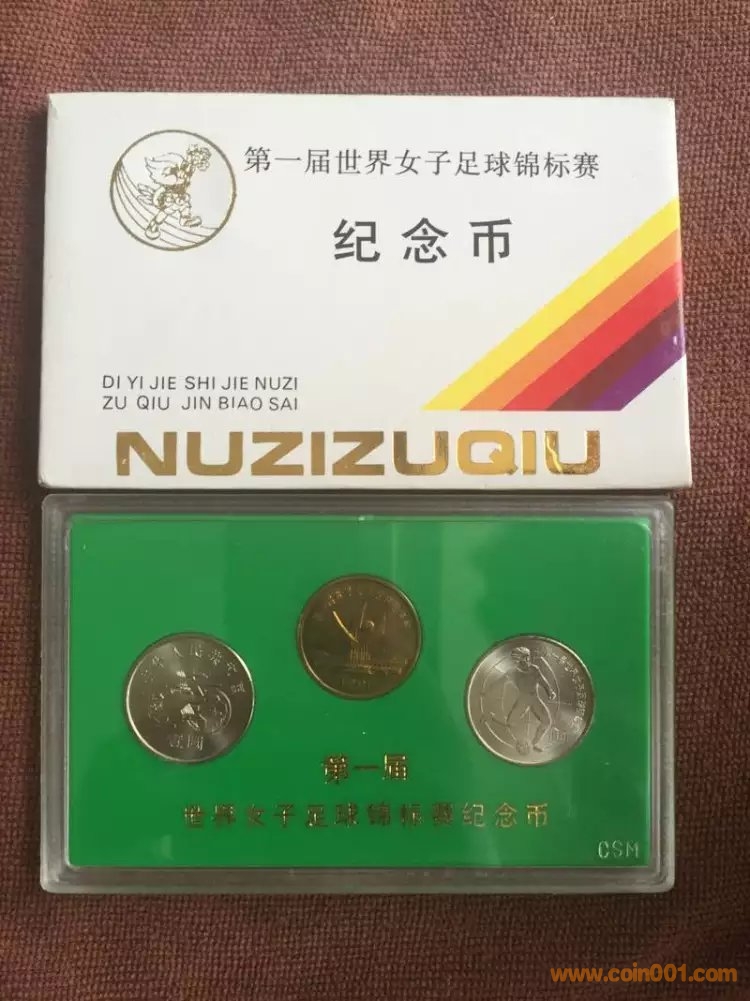 第一届世界女子足球锦标赛
纪念币
DI YI JIE SHI JIE NUZI
ZU QIU JIN BIAO SAI
NUZIZUQIU
第一届
世界女子足球锦标赛纪念币
CSM
www.coin001.com